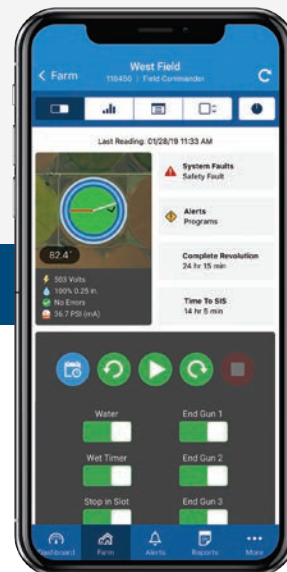 West Field
< Farm
118450 | Field Commander
Last Reading: 01/28/19 11:33 AM
System Faults
Safety Fault
Alerts
Programs
82.4°
Complete Revolution
24 hr 15 min
503 Volts
100% 0.25 in.
No Errors
56.7 PSI (mA)
Time To SIS
14 hr 5 min
Water
End Gun 1
Wet Timer
End Gun 2
Stop in Slot
End Gun 3
Dashboard
Farm
Alerts
Reports
More